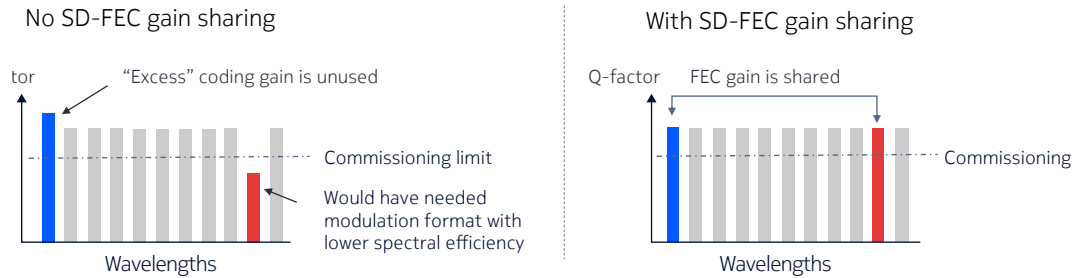 No SD-FEC gain sharing
tor
"Excess" coding gain is unused
Commissioning limit
Would have needed
modulation format with
lower spectral efficiency
Wavelengths
With SD-FEC gain sharing
Q-factor
FEC gain is shared
Commissioning
Wavelengths